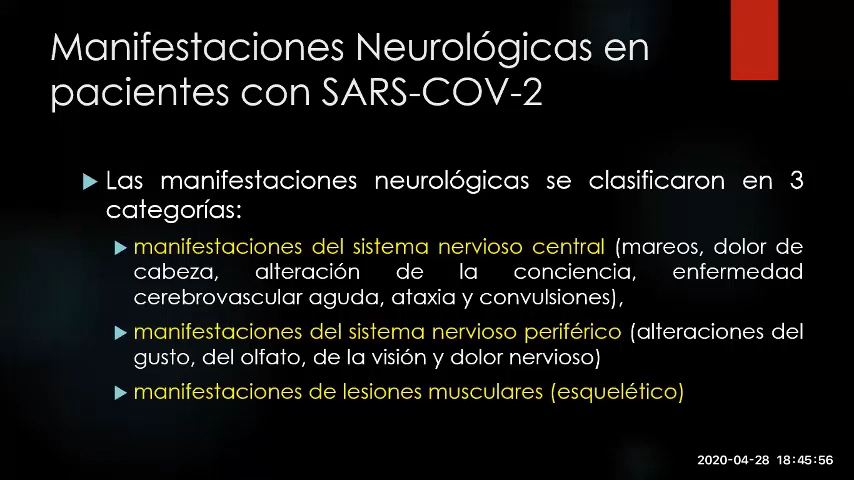 Manifestaciones Neurológicas en
pacientes con SARS-COV-2
Las manifestaciones neurológicas se clasificaron en 3
categorías:
manifestaciones del sistema nervioso central (mareos, dolor de
cabeza, alteración de la conciencia, enfermedad
cerebrovascular aguda, ataxia y convulsiones),
manifestaciones del sistema nervioso periférico (alteraciones del
gusto, del olfato, de la visión y dolor nervioso)
manifestaciones de lesiones musculares (esquelético)
2020-04-28 18:45:56